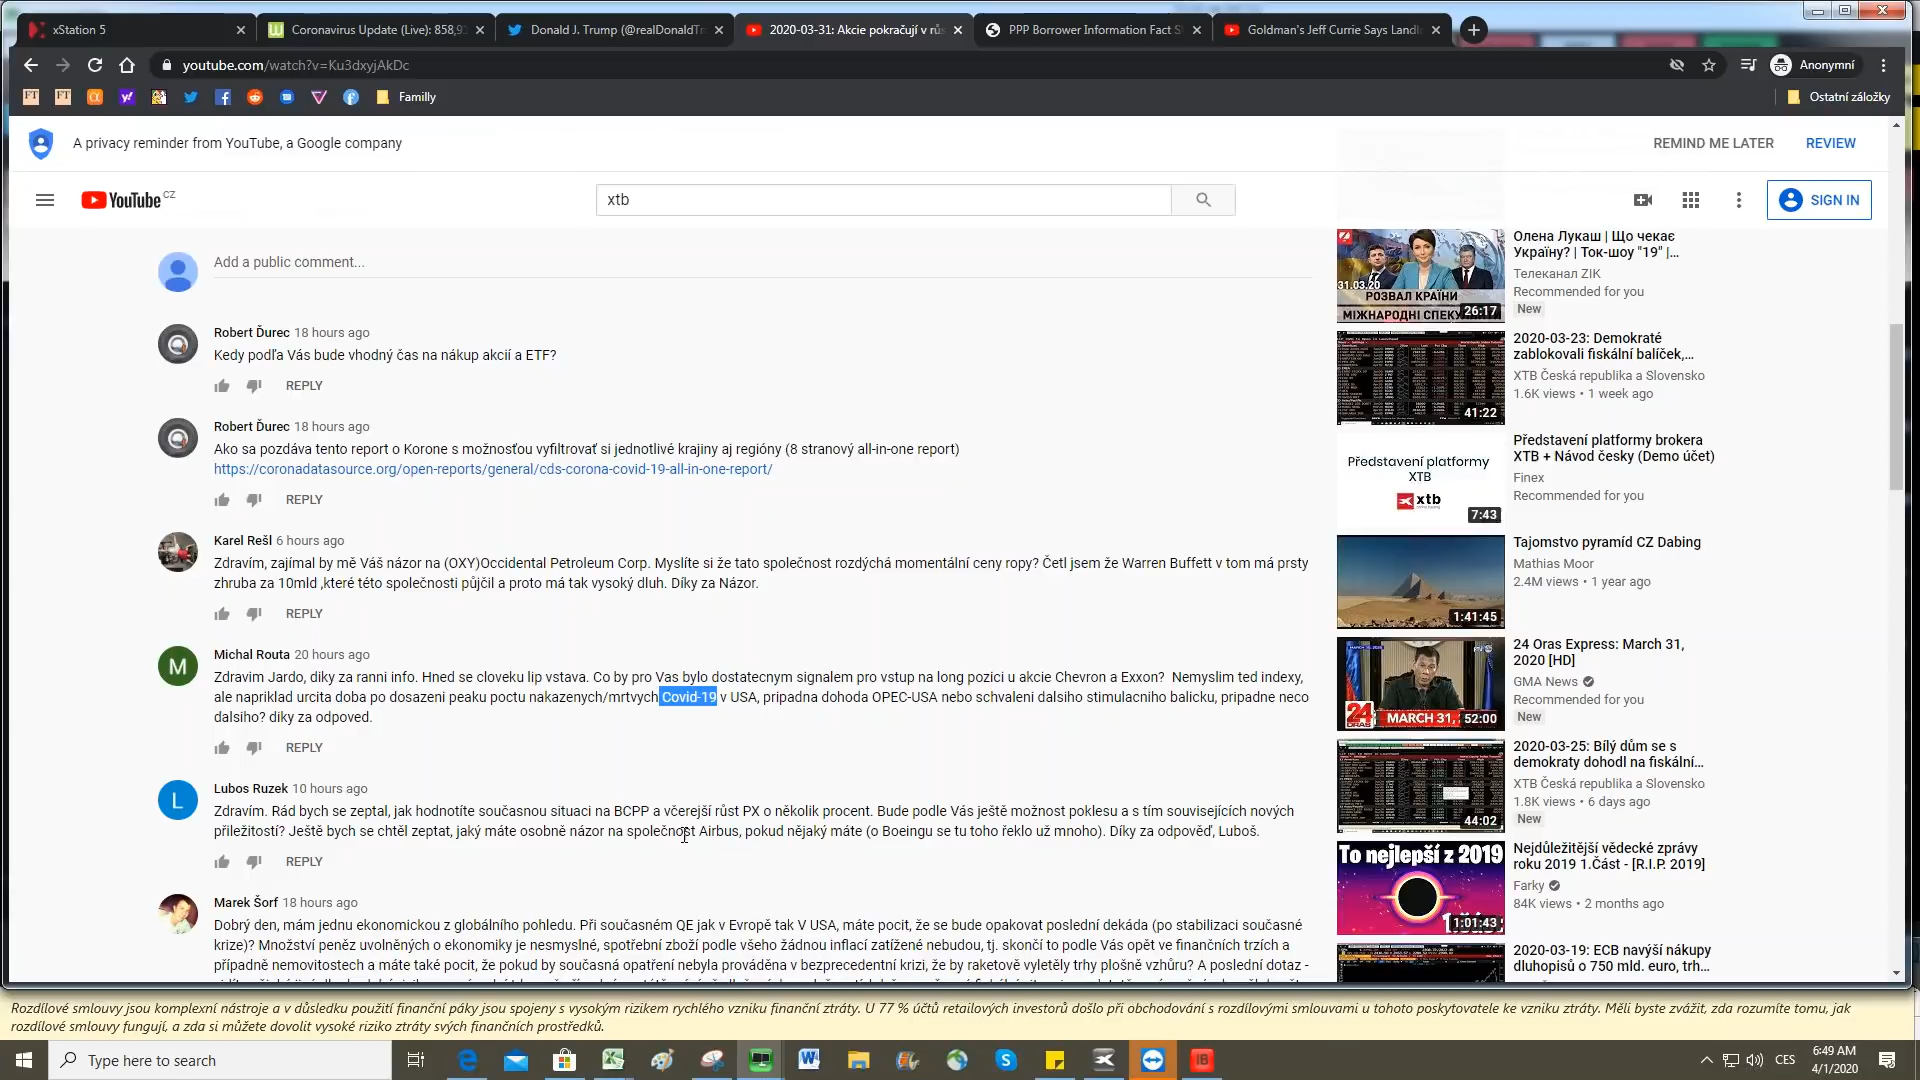 xStation 5
Coronavirus Update (Live): 858,9
Donald J. Trump (@realDonaldTr
2020-03-31: Akcie pokračují v růs
PPP Borrower Information Fact S
Goldman's Jeff Currie Says Landl
youtube.com/watch?v=Ku3dxyjAkDc
Anonymní
FT
FT
Familly
Ostatní záložky
A privacy reminder from YouTube, a Google company
REMIND ME LATER
REVIEW
YouTube CZ
xtb
SIGN IN
Add a public comment...
Robert Ďurec 18 hours ago
Kedy podľa Vás bude vhodný čas na nákup akcií a ETF?
REPLY
Robert Ďurec 18 hours ago
Ako sa pozdáva tento report o Korone s možnosťou vyfiltrovať si jednotlivé krajiny aj regióny (8 stranový all-in-one report)
https://coronadatasource.org/open-reports/general/cds-corona-covid-19-all-in-one-report/
REPLY
Karel Rešl 6 hours ago
Zdravím, zajímal by mě Váš názor na (OXY)Occidental Petroleum Corp. Myslíte si že tato společnost rozdýchá momentální ceny ropy? Četl jsem že Warren Buffett v tom má prsty
zhruba za 10mld ,které této společnosti půjčil a proto má tak vysoký dluh. Díky za Názor.
REPLY
M
Michal Routa 20 hours ago
Zdravim Jardo, diky za ranni info. Hned se cloveku lip vstava. Co by pro Vas bylo dostatecnym signalem pro vstup na long pozici u akcie Chevron a Exxon? Nemyslim ted indexy,
ale napriklad urcita doba po dosazeni peaku poctu nakazenych/mrtvych Covid-19 v USA, pripadna dohoda OPEC-USA nebo schvaleni dalsiho stimulacniho balicku, pripadne neco
dalsiho? diky za odpoved.
REPLY
L
Lubos Ruzek 10 hours ago
Zdravím. Rád bych se zeptal, jak hodnotíte současnou situaci na BCPP a včerejší růst PX o několik procent. Bude podle Vás ještě možnost poklesu a s tím souvisejících nových
přiležitostí? Ještě bych se chtěl zeptat, jaký máte osobně názor na společnost Airbus, pokud nějaký máte (o Boeingu se tu toho řeklo už mnoho). Díky za odpověď, Luboš.
REPLY
Marek Šorf 18 hours ago
Dobrý den, mám jednu ekonomickou z globálního pohledu. Při současném QE jak v Evropě tak V USA, máte pocit, že se bude opakovat poslední dekáda (po stabilizaci současné
krize)? Množství peněz uvolněných o ekonomiky je nesmyslné, spotřební zboží podle všeho žádnou inflací zatížené nebudou, tj. skončí to podle Vás opět ve finančních trzích a
případně nemovitostech a máte také pocit, že pokud by současná opatření nebyla prováděna v bezprecedentní krizi, že by raketově vyletěly trhy plošně vzhůru? A poslední dotaz -
31.03.20
РОЗВАЛ КРАЇНИ
МІЖНАРОДНІ СПЕКУЛЯНТИ
26:17
Олена Лукаш | Що чекає
Україну? | Ток-шоу "19" |...
Телеканал ZIK
Recommended for you
New
41:22
2020-03-23: Demokraté
zablokovali fiskální balíček,...
XTB Česká republika a Slovensko
1.6K views • 1 week ago
Představení platformy
XTB
xtb
7:43
Představení platformy brokera
XTB + Návod česky (Demo účet)
Finex
Recommended for you
1:41:45
Tajomstvo pyramíd CZ Dabing
Mathias Moor
2.4M views • 1 year ago
24
ORAS
MARCH 31,
52:00
24 Oras Express: March 31,
2020 [HD]
GMA News
New
44:02
2020-03-25: Bílý dům se s
demokraty dohodl na fiskální...
XTB Česká republika a Slovensko
1.8K views • 6 days ago
New
To nejlepší z 2019
1:01:43
Nejdůležitější vědecké zprávy
roku 2019 1.Část - [R.I.P. 2019]
Farky
84K views • 2 months ago
2020-03-19: ECB navýší nákupy
dluhopisů o 750 mld. euro, trh...
Rozdílové smlouvy jsou komplexní nástroje a v důsledku použití finanční páky jsou spojeny s vysokým rizikem rychlého vzniku finanční ztráty. U 77 % účtů retailových investorů došlo při obchodování s rozdílovými smlouvami u tohoto poskytovatele ke vzniku ztráty. Měli byste zvážit, zda rozumíte tomu, jak
rozdílové smlouvy fungují, a zda si můžete dovolit vysoké riziko ztráty svých finančních prostředků.
Type here to search
CES
6:49 AM
4/1/2020